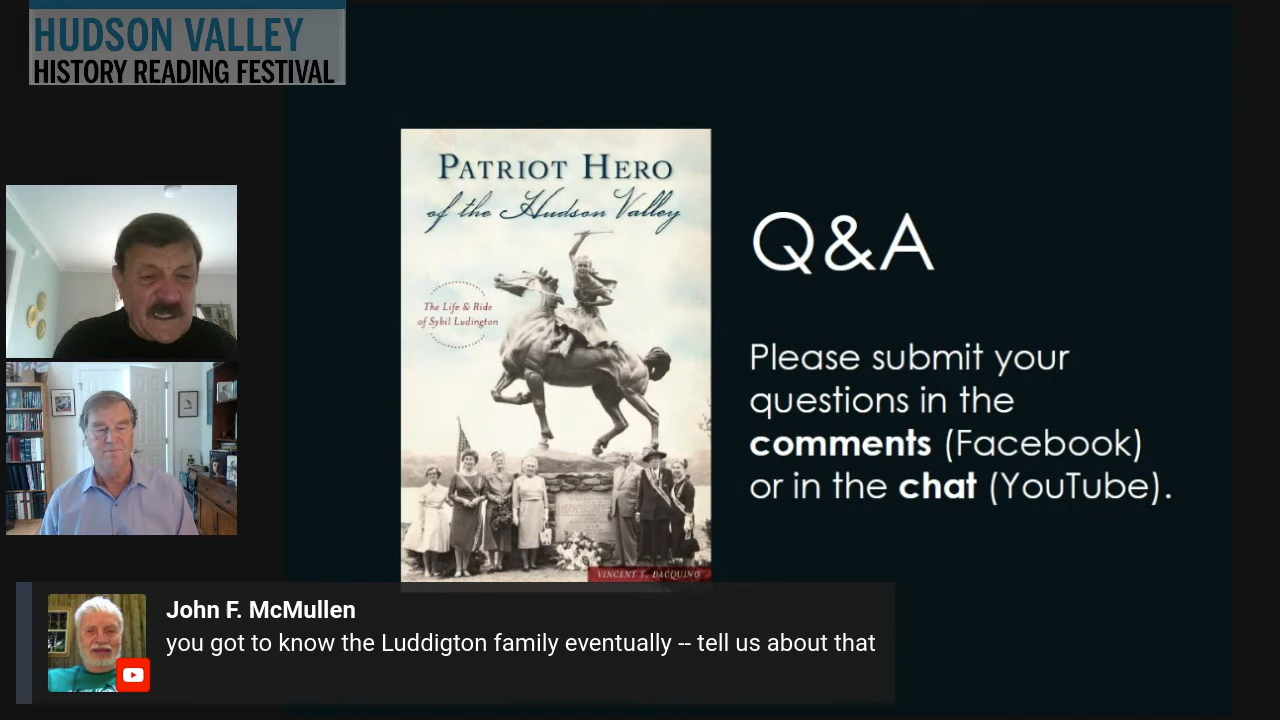 HUDSON VALLEY
HISTORY READING FESTIVAL
PATRIOT HERO
of the Hudson Valley
The Life & Ride
of Sybil Ludington
VINCENT T. DACQUINO
Q&A
Please submit your
questions in the
comments (Facebook)
or in the chat (YouTube).
John F. McMullen
you got to know the Luddigton family eventually -- tell us about that